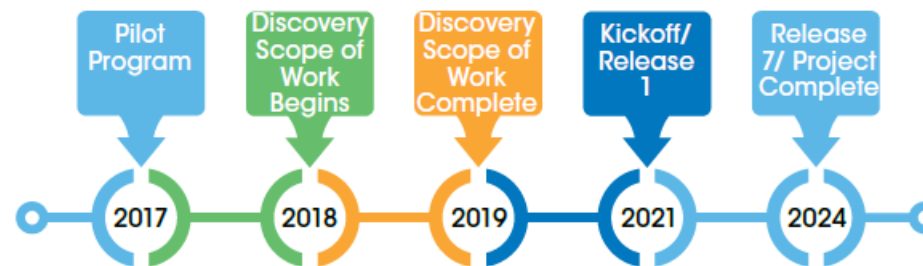 Pilot
Program
Discovery
Scope of
Work
Begins
Discovery
Scope of
Work
Complete
Kickoff/
Release
1
Release
7/ Project
Complete
2017
2018
2019
2021
2024